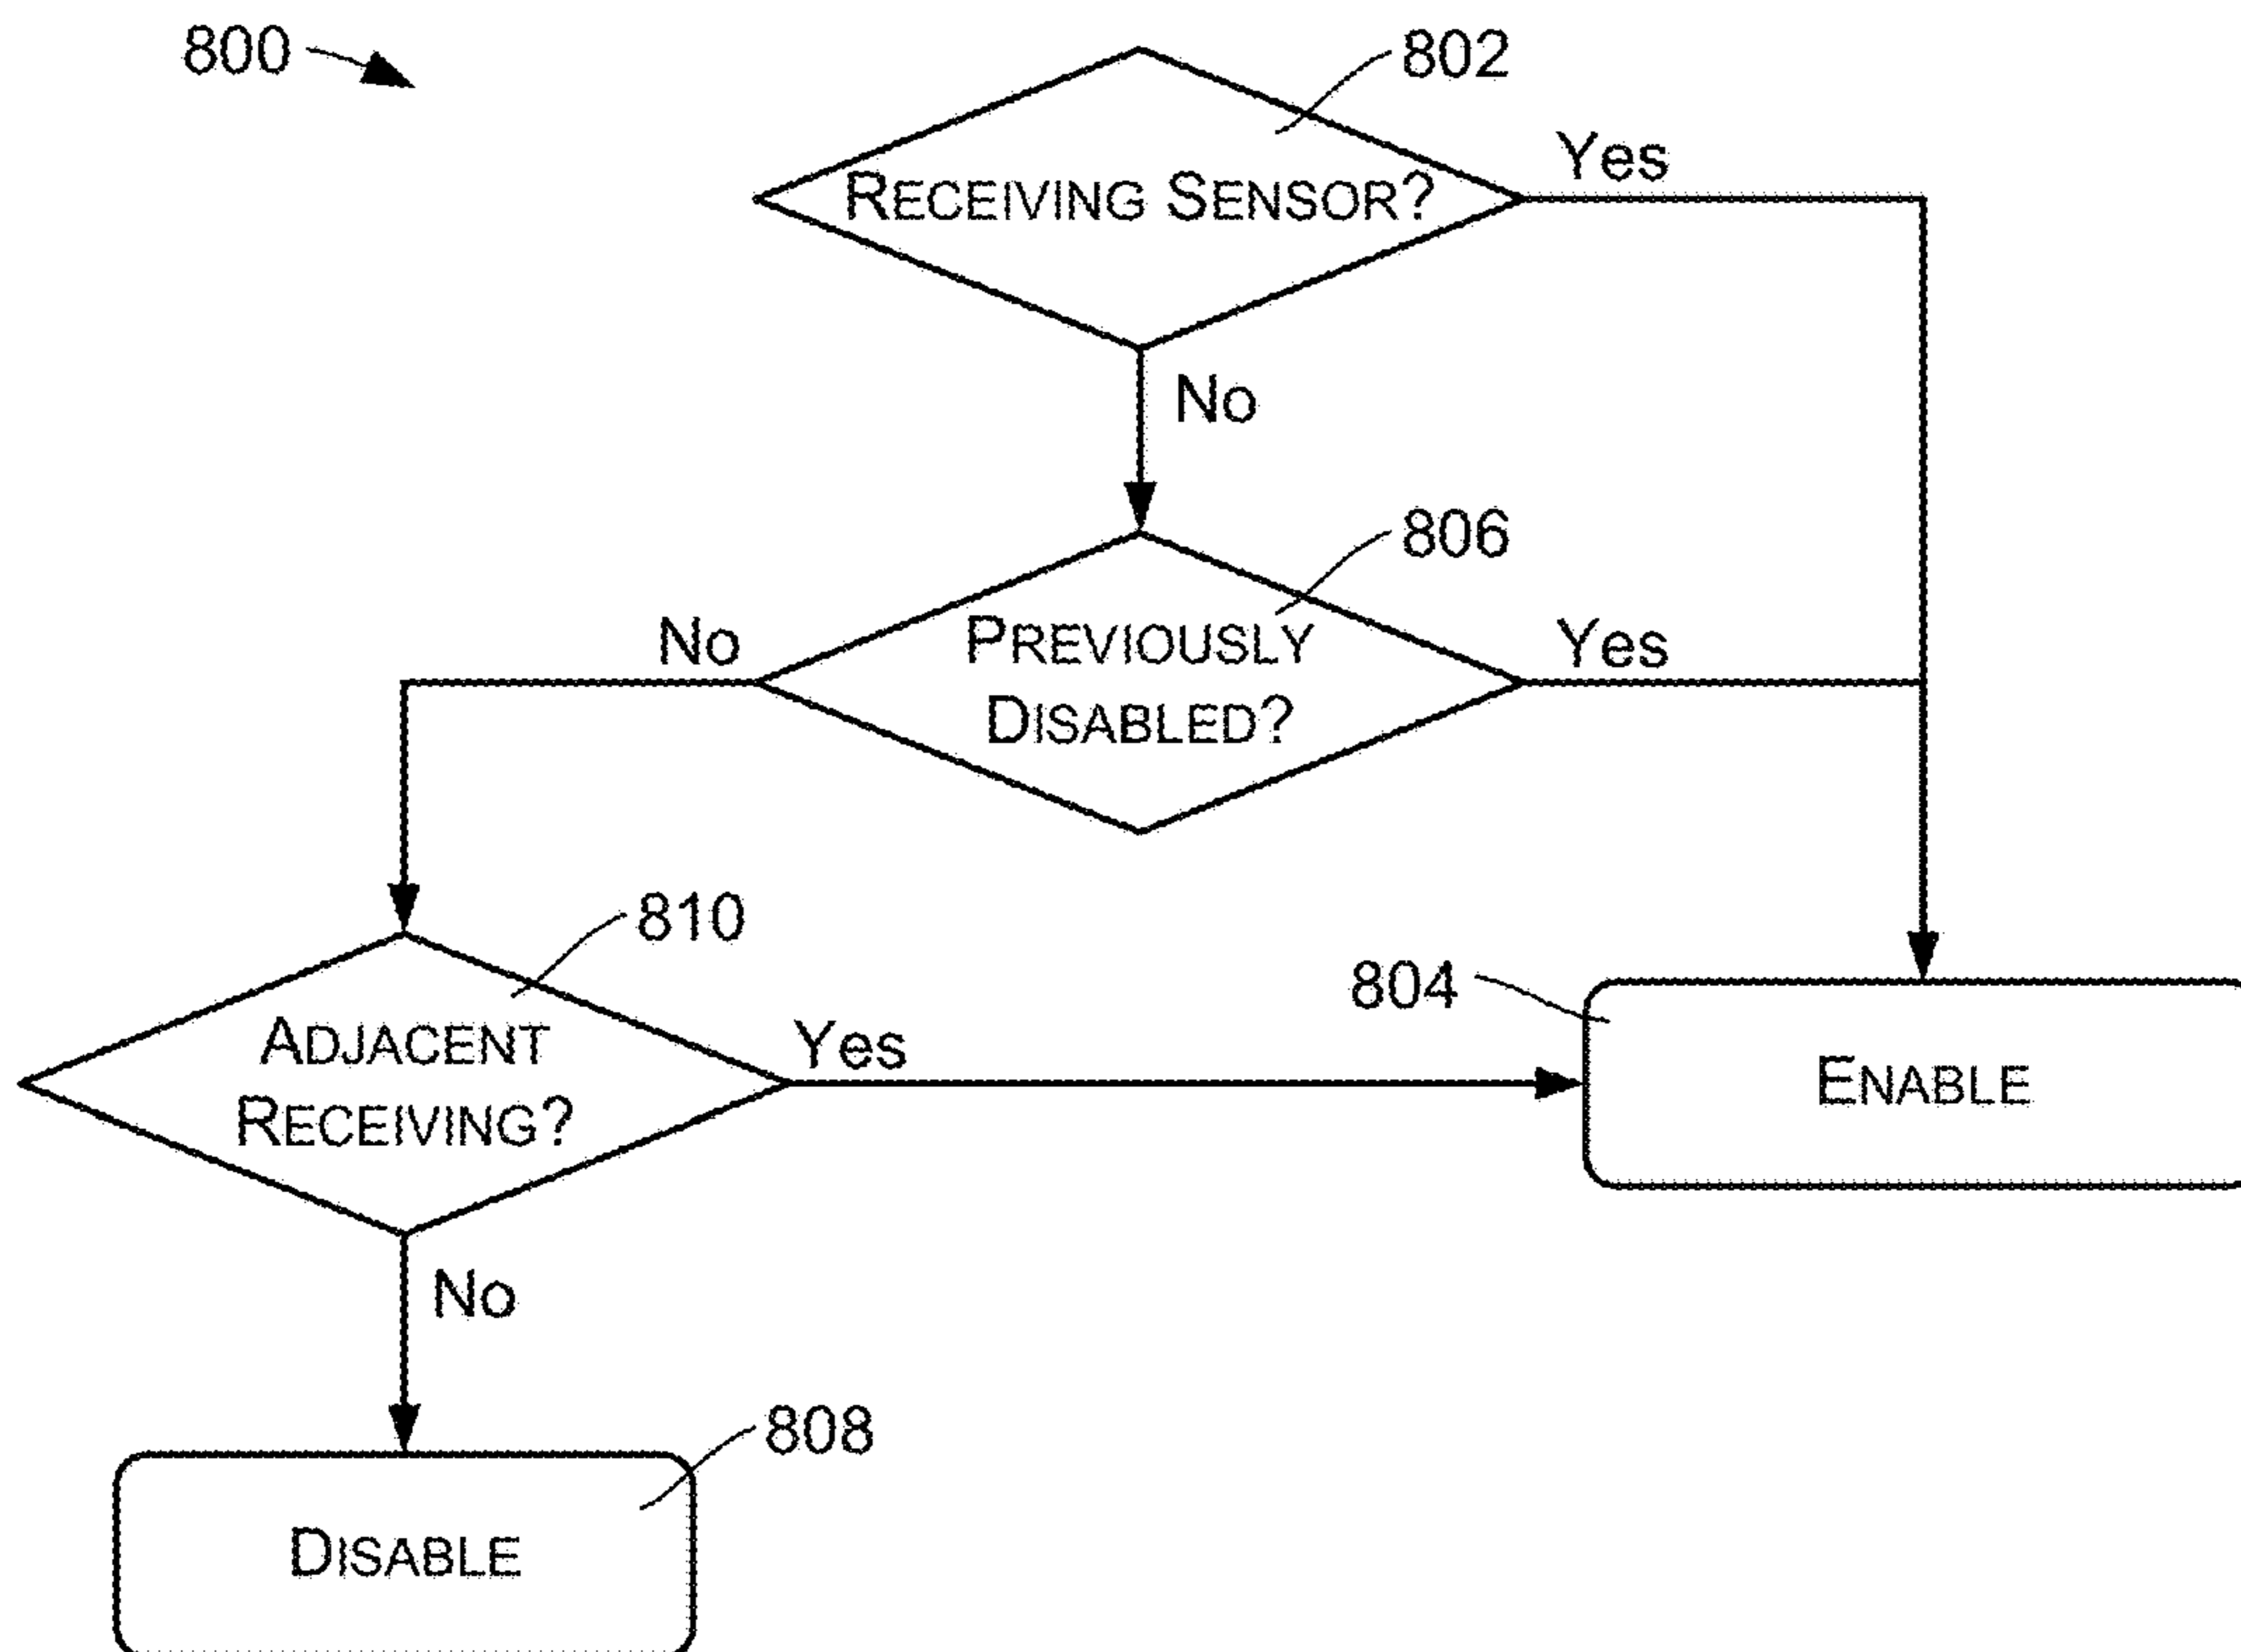 800
802
RECEIVING SENSOR?
Yes
No
806
PREVIOUSLY
DISABLED?
No
Yes
810
ADJACENT
RECEIVING?
Yes
804
ENABLE
No
808
DISABLE